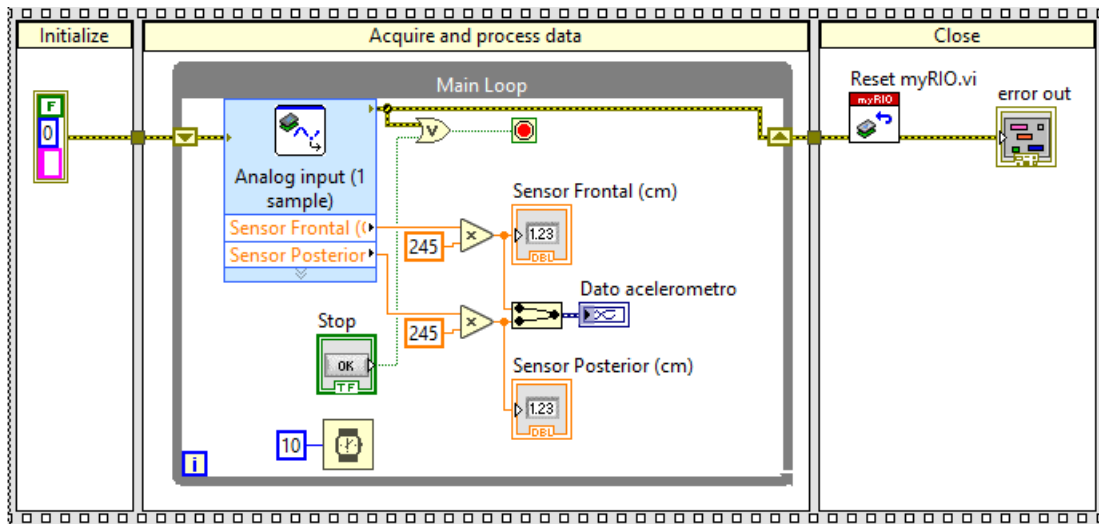 Initialize
Acquire and process data
Close
Main Loop
Reset myRIO.vi
error out
myRIO
F
0
V
Analog input (1
sample)
Sensor Frontal (cm)
Sensor Frontal ((
245
x
1.23
DBL
Sensor Posterior
Dato acelerometro
Stop
245
x
OK
TF
Sensor Posterior (cm)
1.23
DBL
10
i